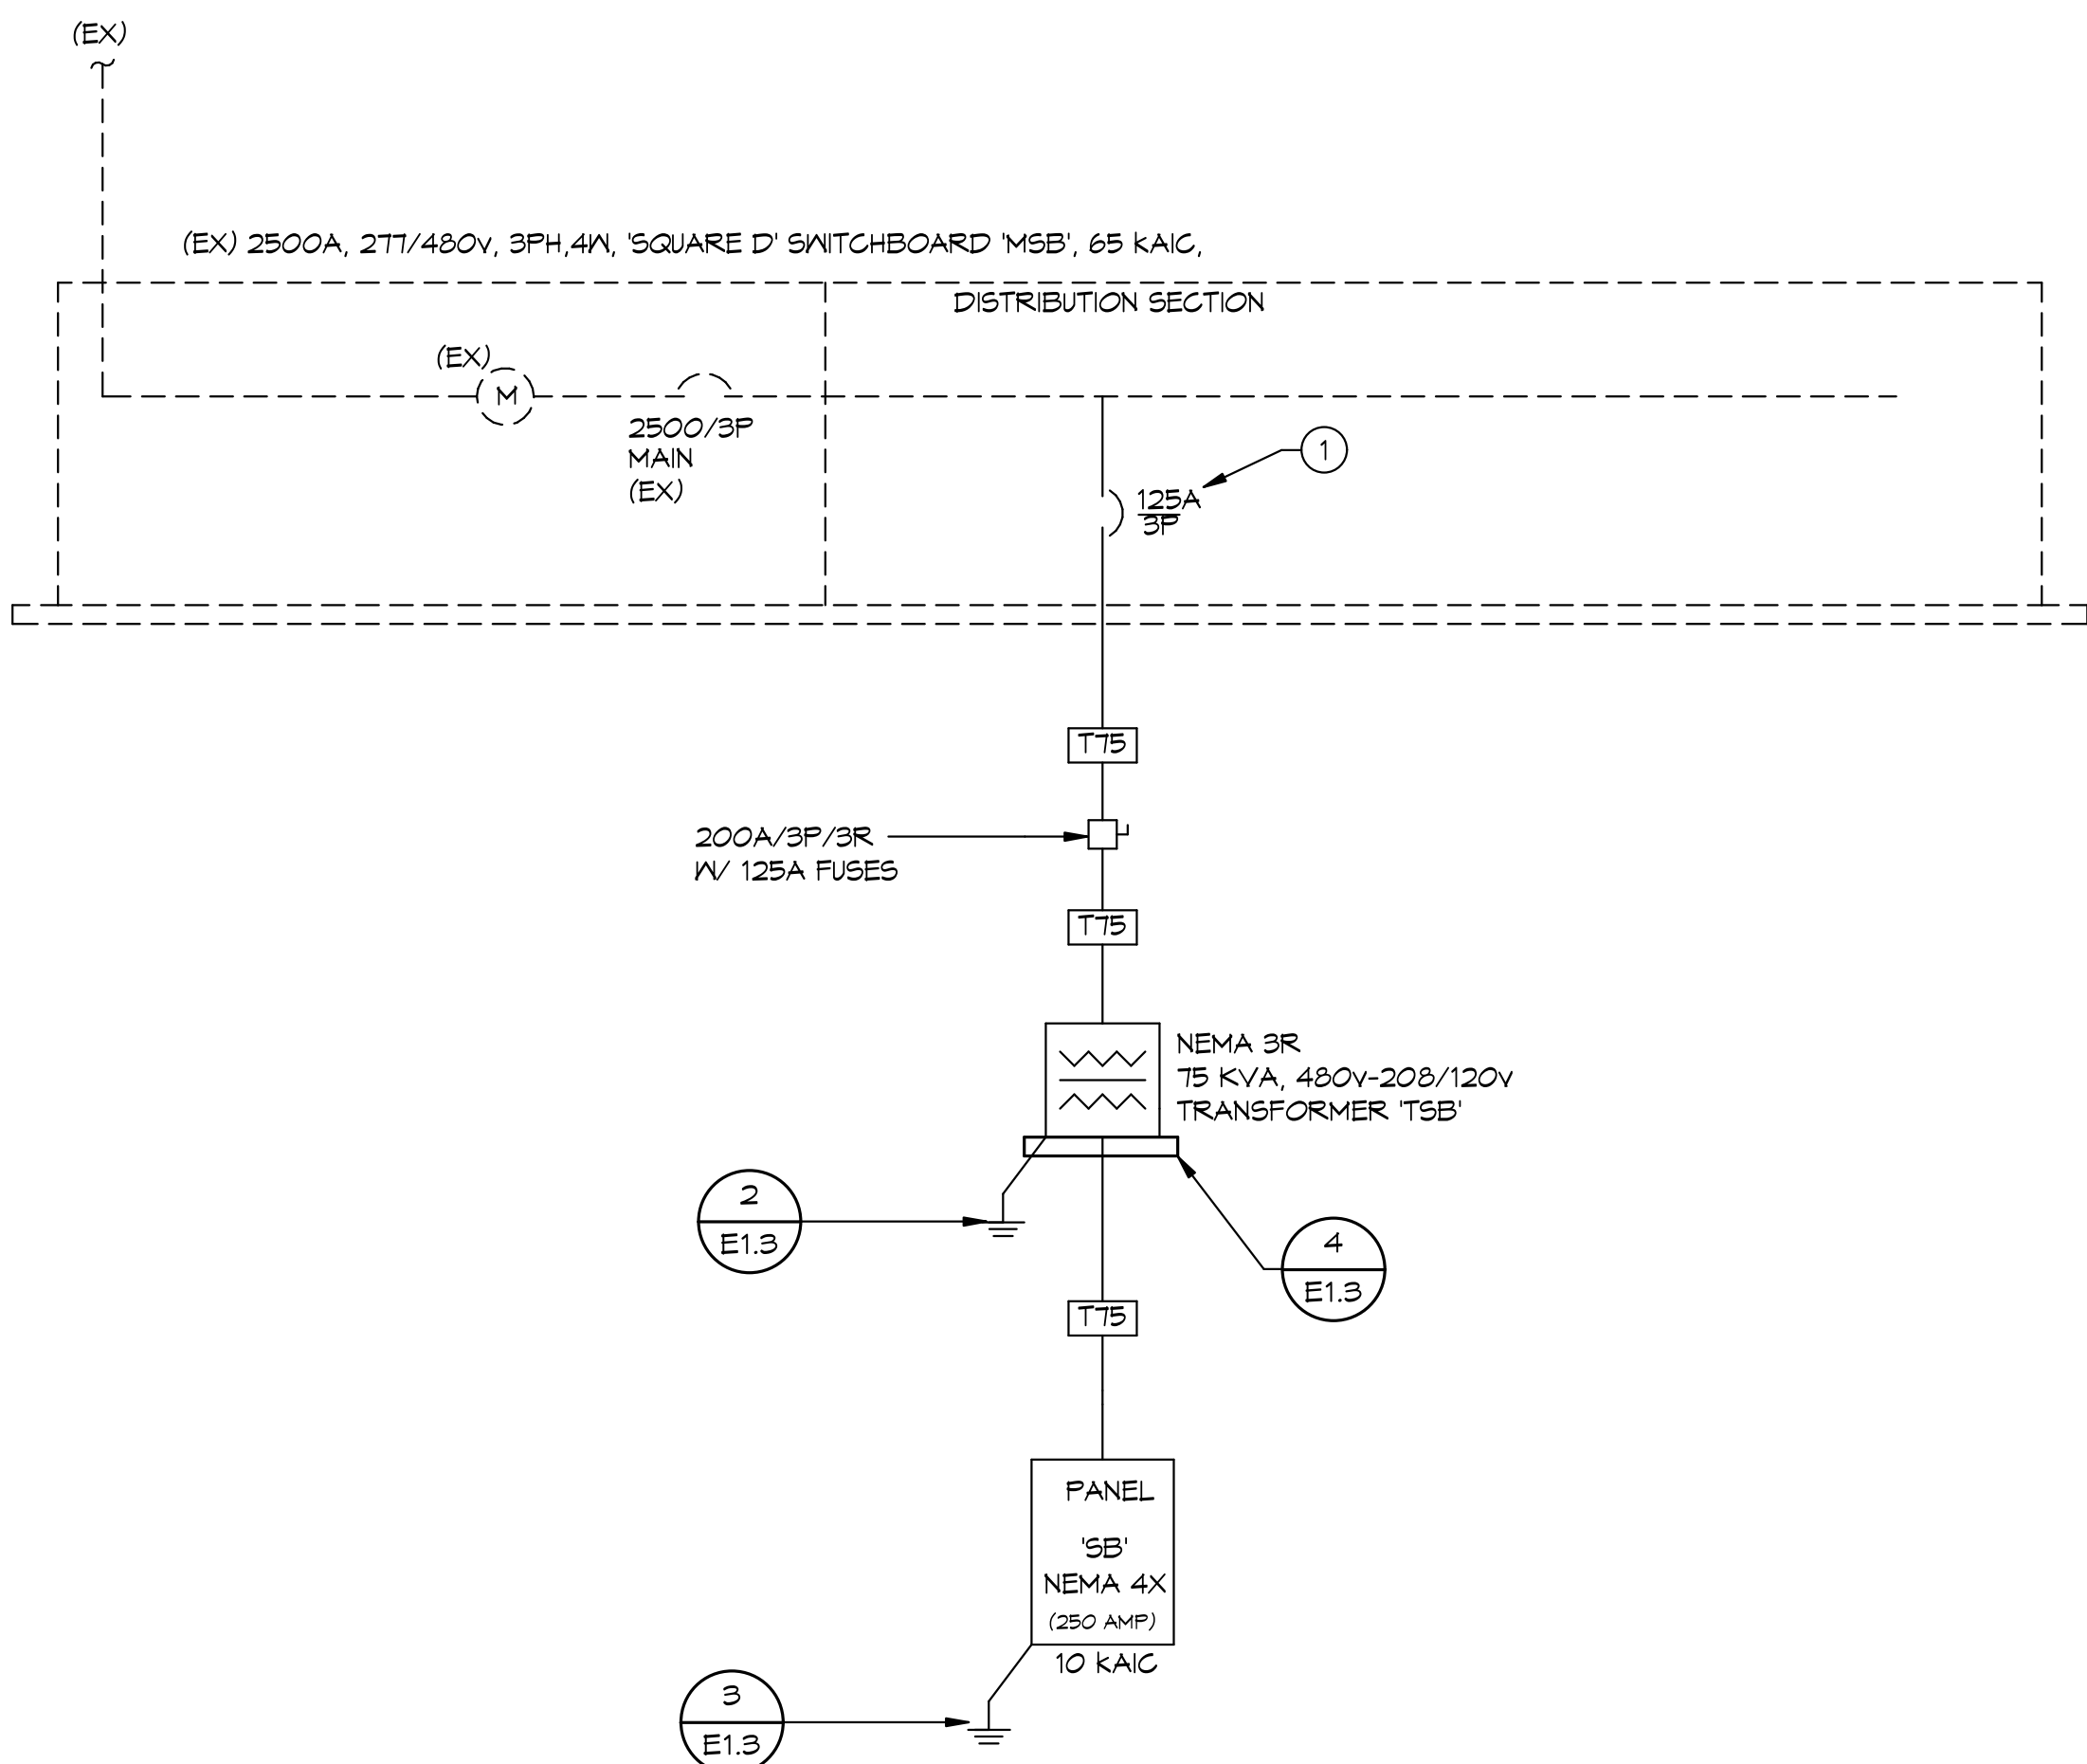 (EX)
(EX) 2500A, 277/480V, 3PH,4W, 'SQUARE D' SWITCHBOARD 'MSB', 65 KAIC,
DISTRIBUTION SECTION
(EX)
M
2500/3P
MAIN
(EX)
1
125A
3P
T75
200A/3P/3R
W/ 125A FUSES
T75
NEMA 3R
75 KVA, 480V-208/120V
TRANSFORMER 'TSB'
2
E1.3
4
E1.3
T75
PANEL
'SB'
NEMA 4X
(250 AMP)
10 KAIC
3
E1.3